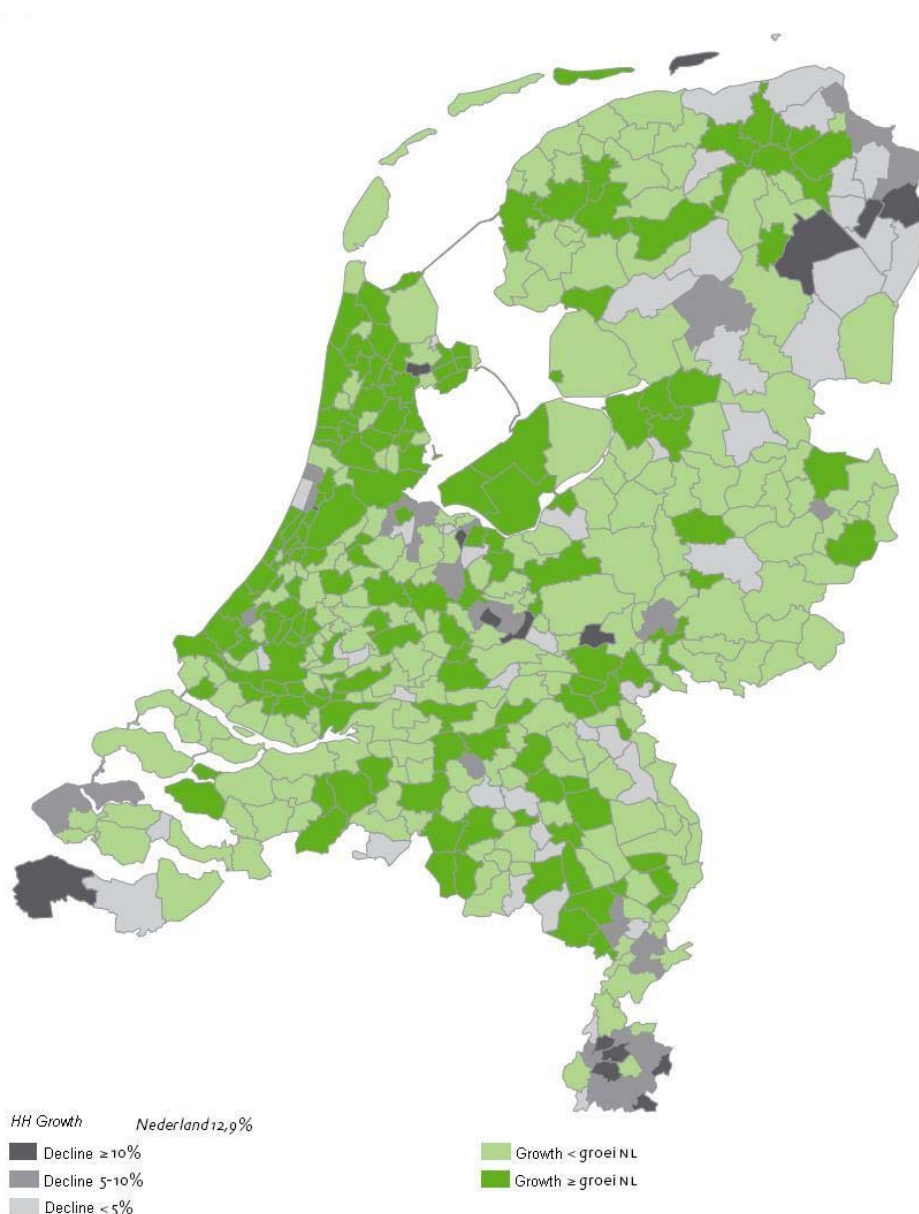 HH Growth Nederland 12,9%
Decline ≥ 10%
Decline 5-10%
Decline < 5%
Growth < groei NL
Growth ≥ groei NL